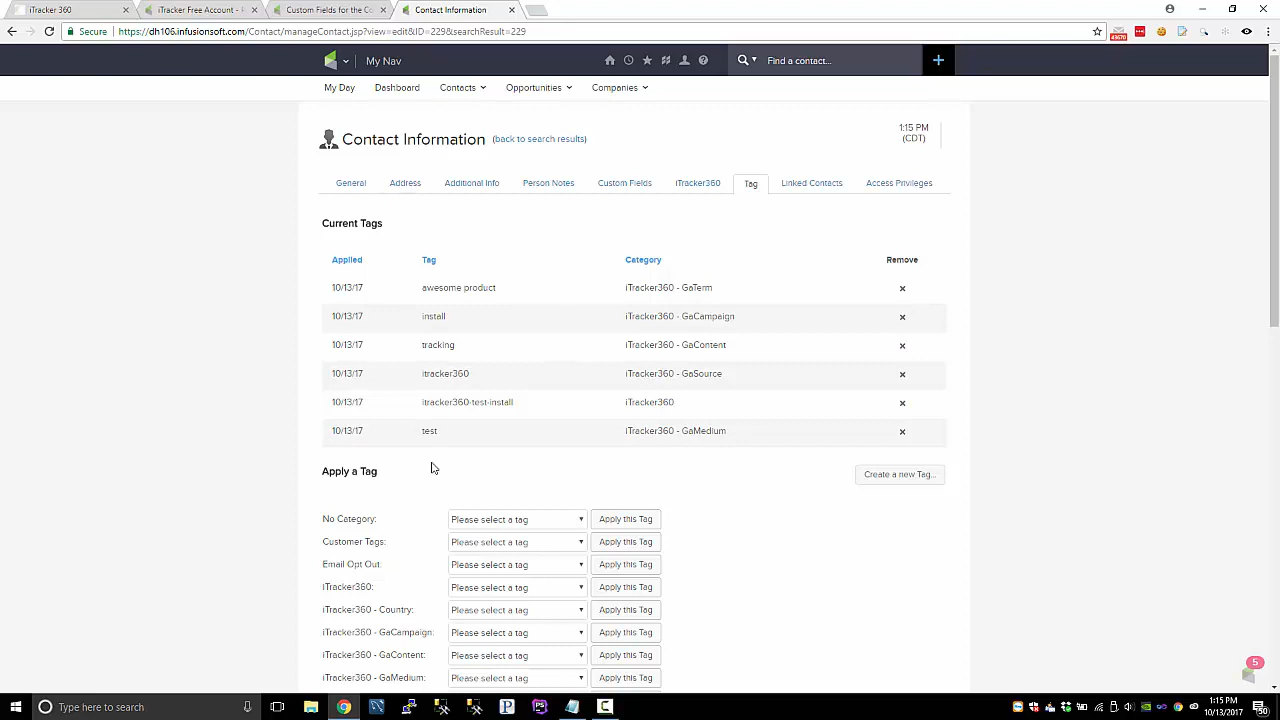 iTracker 360
iTracker Free Account - i
Custom Fields for the Co
Contact Information
Secure
https://dh106.infusionsoft.com/Contact/manageContact.jsp?view=edit&ID=231&searchResult=229
43670
My Nav
Find a contact...
My Day
Dashboard
Contacts
Opportunities
Companies
Contact Information
(back to search results)
1:15 PM
(CDT)
General
Address
Additional Info
Person Notes
Custom Fields
iTracker360
Tag
Linked Contacts
Access Privileges
Current Tags
Applied Tag Category Remove
10/13/17 awesome product iTracker360 - GaTerm ×
10/13/17 install iTracker360 - GaCampaign ×
10/13/17 tracking iTracker360 - GaContent ×
10/13/17 itracker360 iTracker360 - GaSource ×
10/13/17 itracker360-test-install iTracker360 ×
10/13/17 test iTracker360 - GaMedium ×
Apply a Tag
Create a new Tag...
No Category: Please select a tag Apply this Tag
Customer Tags: Please select a tag Apply this Tag
Email Opt Out: Please select a tag Apply this Tag
iTracker360: Please select a tag Apply this Tag
iTracker360 - Country: Please select a tag Apply this Tag
iTracker360 - GaCampaign: Please select a tag Apply this Tag
iTracker360 - GaContent: Please select a tag Apply this Tag
iTracker360 - GaMedium: Please select a tag Apply this Tag
5
Type here to search
1:15 PM
10/13/2017